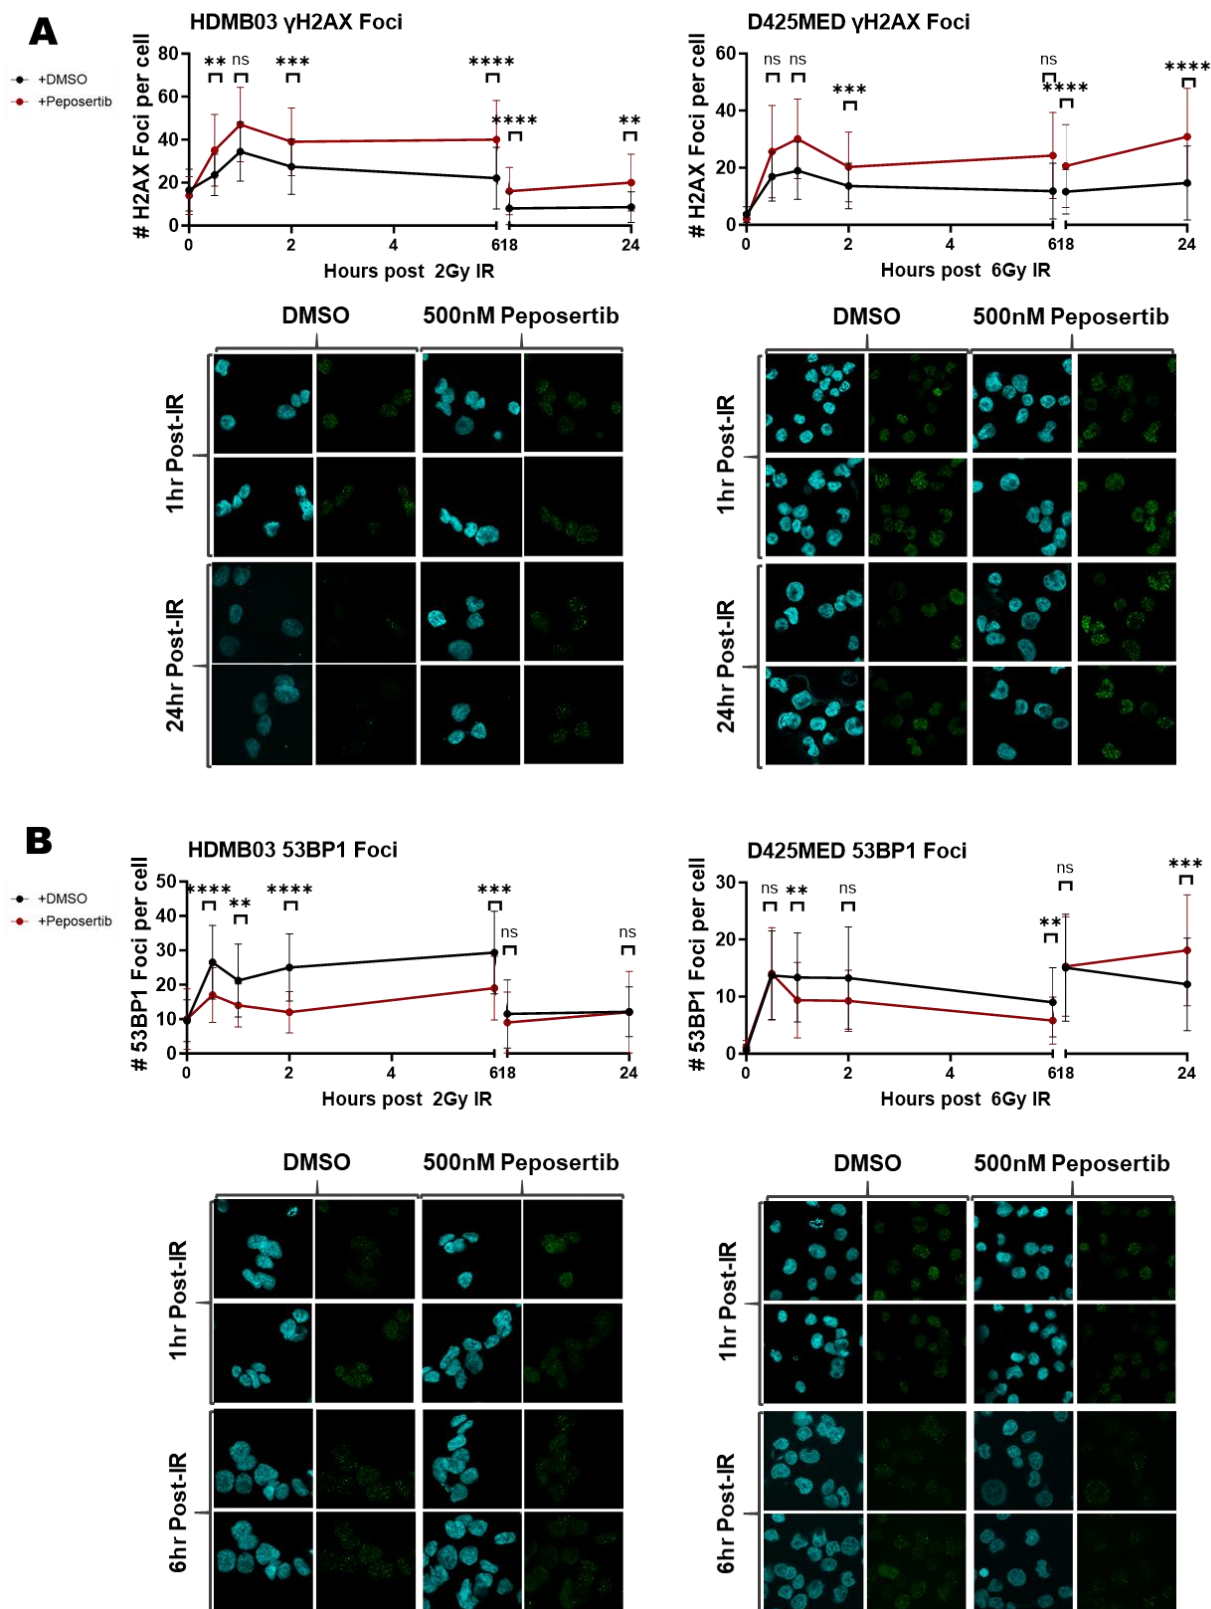 A
+DMSO
+Peposertib
HDMB03 γH2AX Foci
# H2AX Foci per cell
80
60
40
20
0
** ns *** **** **** **
0 2 4 618 24
Hours post 2Gy IR
D425MED γH2AX Foci
# H2AX Foci per cell
60
40
20
0
ns ns *** ns **** ****
0 2 4 618 24
Hours post 6Gy IR
DMSO 500nM Peposertib
1hr Post-IR
24hr Post-IR
DMSO 500nM Peposertib
1hr Post-IR
24hr Post-IR
B
+DMSO
+Peposertib
HDMB03 53BP1 Foci
# 53BP1 Foci per cell
50
40
30
20
10
0
**** ** **** *** ns ns
0 2 4 618 24
Hours post 2Gy IR
D425MED 53BP1 Foci
# 53BP1 Foci per cell
30
20
10
0
ns ** ns ** ns ***
0 2 4 618 24
Hours post 6Gy IR
DMSO 500nM Peposertib
1hr Post-IR
6hr Post-IR
DMSO 500nM Peposertib
1hr Post-IR
6hr Post-IR